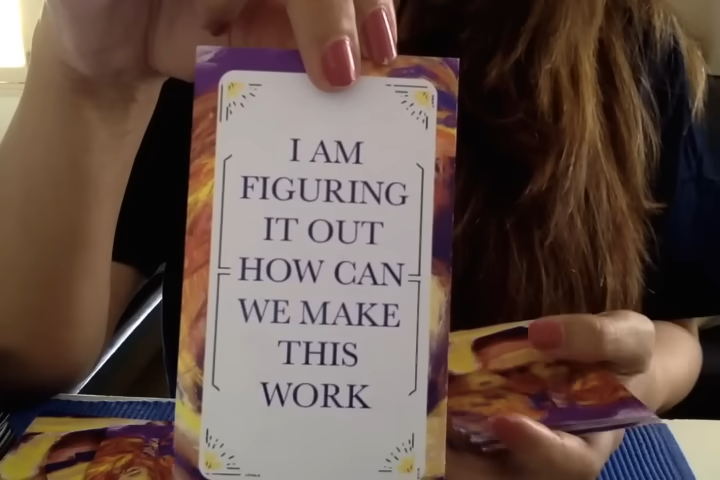 I AM
FIGURING
IT OUT
HOW CAN
WE MAKE
THIS
WORK